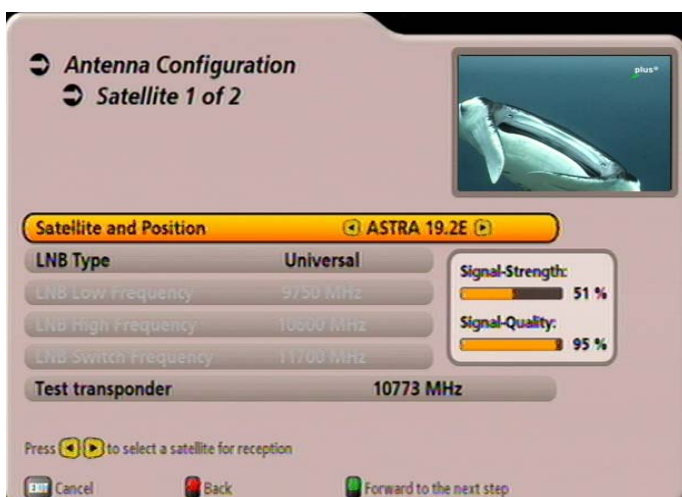 Antenna Configuration
Satellite 1 of 2
plus*
Satellite and Position ASTRA 19.2E
LNB Type Universal
LNB Low Frequency 9750 MHz
LNB High Frequency 10600 MHz
LNB Switch Frequency 11700 MHz
Signal-Strength:
51 %
Signal-Quality:
95 %
Test transponder 10773 MHz
Press to select a satellite for reception
EXIT Cancel Back Forward to the next step